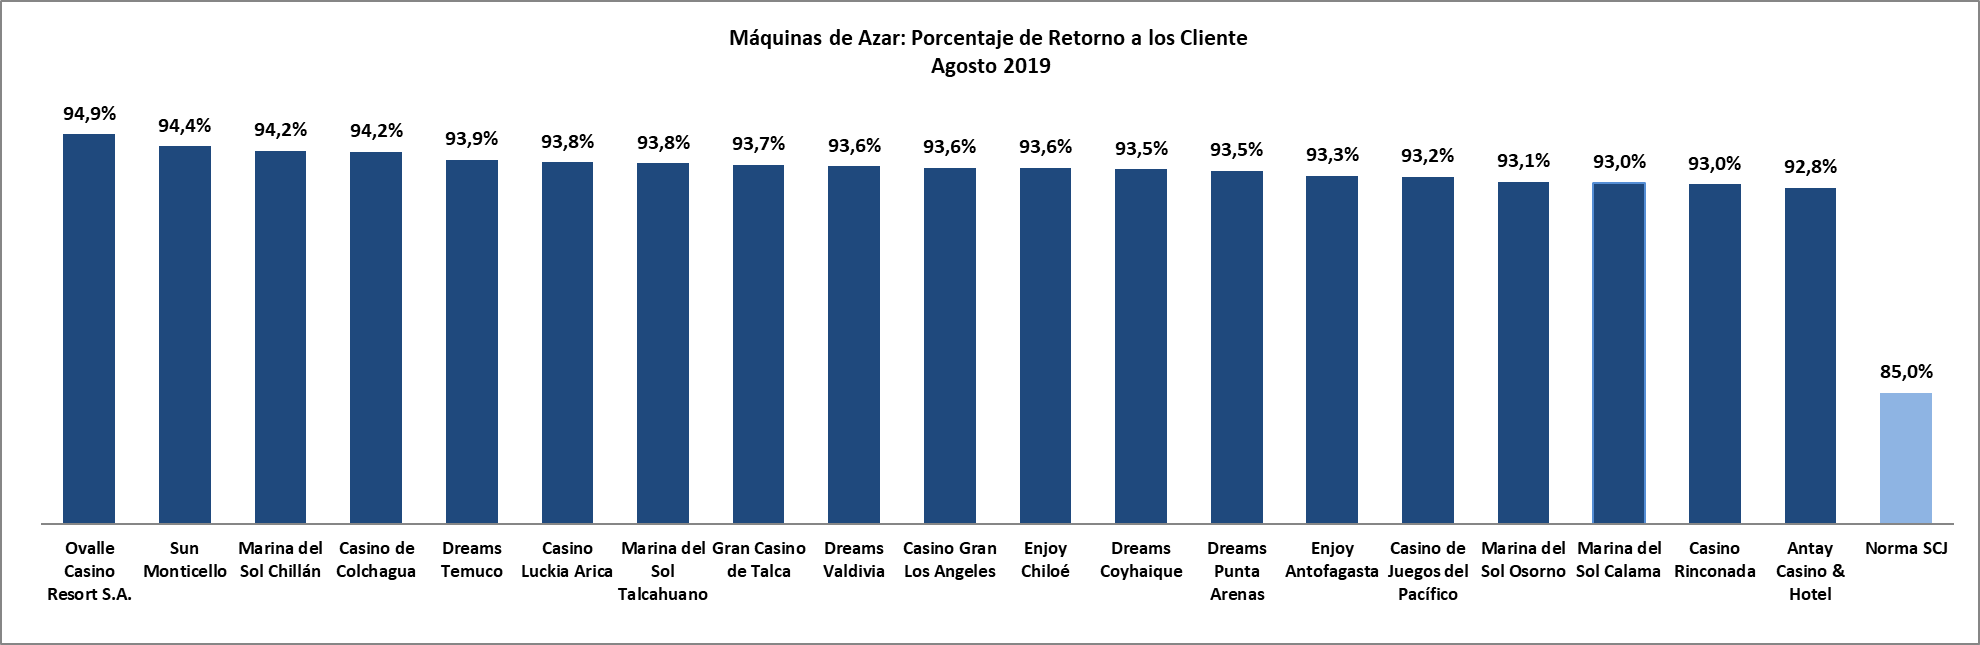 Máquinas de Azar: Porcentaje de Retorno a los Cliente
Agosto 2019
94,9%
94,4%
94,2%
94,2%
93,9%
93,8%
93,8%
93,7%
93,6%
93,6%
93,6%
93,5%
93,5%
93,3%
93,2%
93,1%
93,0%
93,0%
92,8%
85,0%
Ovalle
Casino
Resort S.A.
Sun
Monticello
Marina del
Sol Chillán
Casino de
Colchagua
Dreams
Temuco
Casino
Luckia Arica
Marina del
Sol
Talcahuano
Gran Casino
de Talca
Dreams
Valdivia
Casino Gran
Los Angeles
Enjoy
Chiloé
Dreams
Coyhaique
Dreams
Punta
Arenas
Enjoy
Antofagasta
Casino de
Juegos del
Pacífico
Marina del
Sol Osorno
Marina del
Sol Calama
Casino
Rinconada
Antay
Casino &
Hotel
Norma SCJ